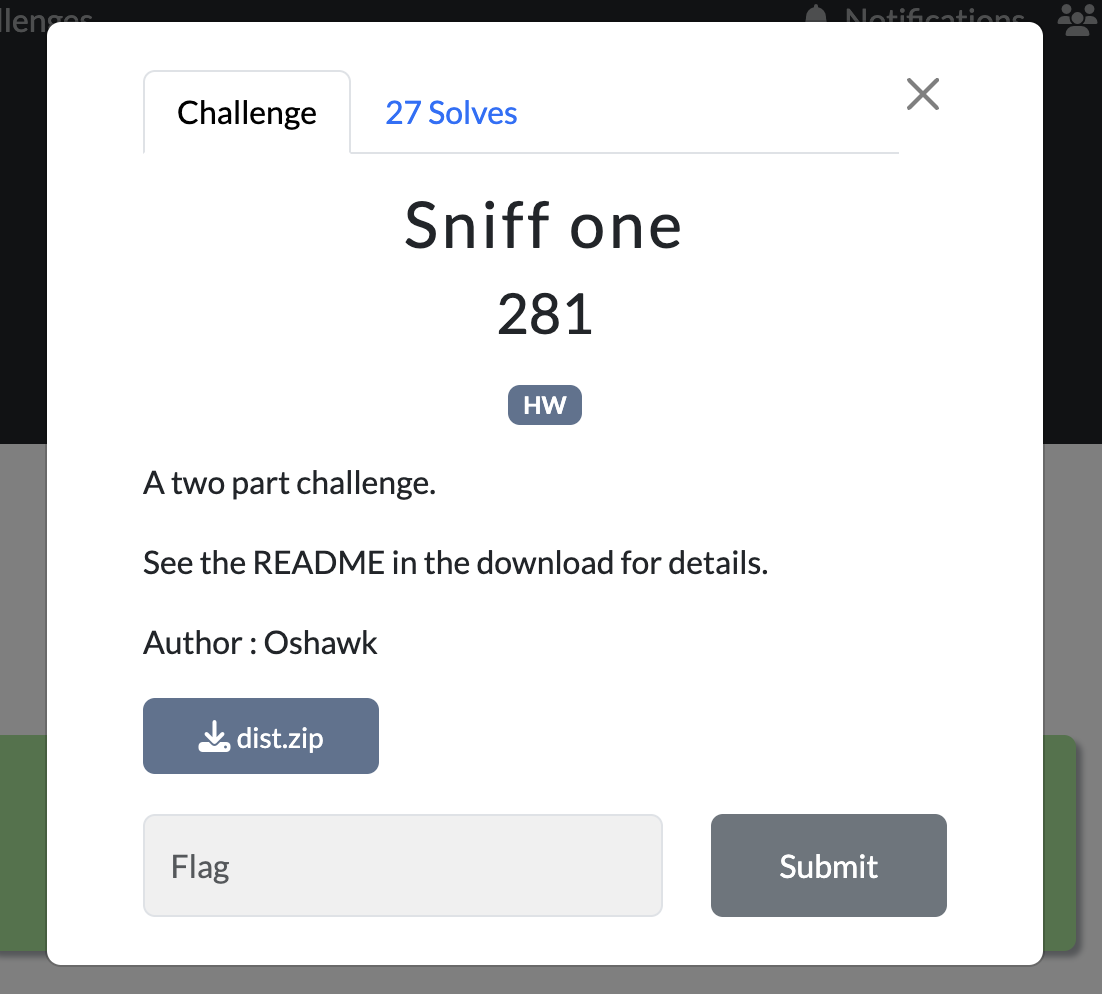 llenges
Notifications
Challenge
27 Solves
Sniff one
281
HW
A two part challenge.
See the README in the download for details.
Author : Oshawk
dist.zip
Flag
Submit